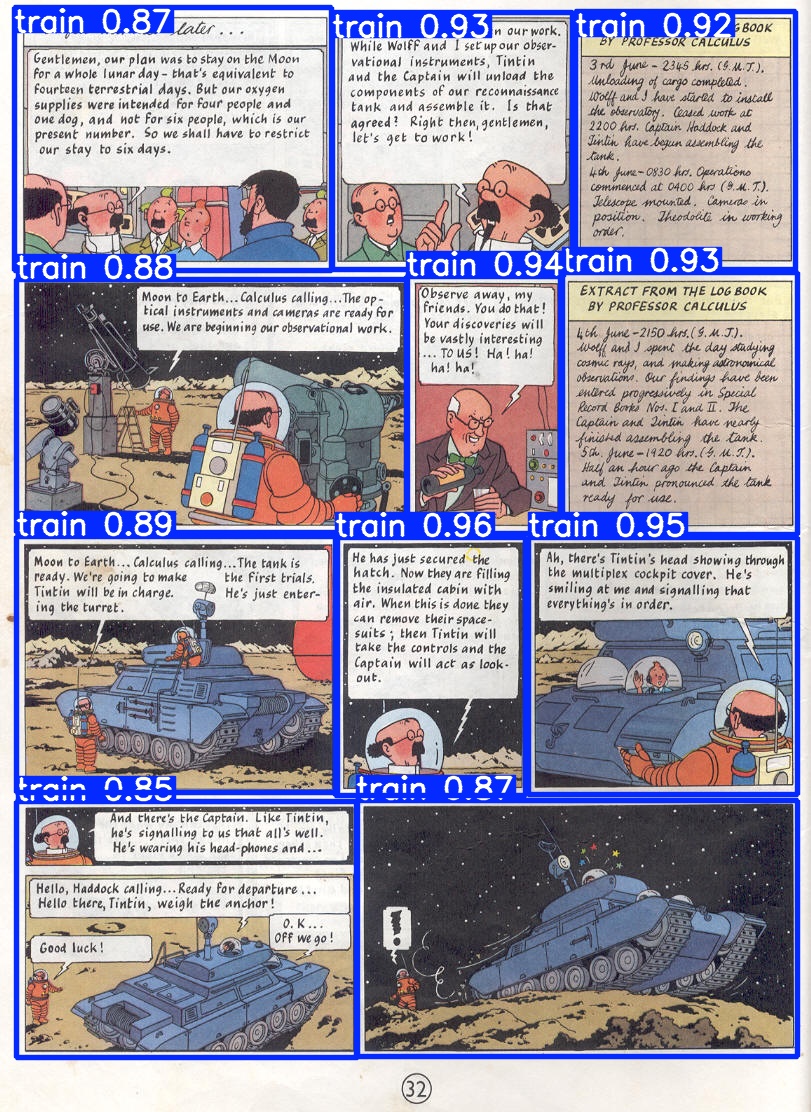 train 0.87
later ...
Gentlemen, our plan was to stay on the Moon
for a whole lunar day - that's equivalent to
fourteen terrestrial days. But our oxygen
supplies were intended for four people and
one dog, and not for six people, which is our
present number. So we shall have to restrict
our stay to six days.
train 0.93
in our work.
While Wolff and I set up our obser-
vational instruments, Tintin
and the Captain will unload the
components of our reconnaissance
tank and assemble it. Is that
agreed? Right then, gentlemen,
let's get to work!
train 0.92
LOG BOOK
BY PROFESSOR CALCULUS
3rd June - 2345 hrs. (G.M.T.).
Unloading of cargo completed.
Wolff and I have started to install
the observatory. Ceased work at
2200 hrs. Captain Haddock and
Tintin have begun assembling the
tank.
4th June - 0830 hrs. Operations
commenced at 0400 hrs (G.M.T.).
Telescope mounted. Cameras in
position. Theodolite in working
order.
train 0.88
Moon to Earth... Calculus calling... The op-
tical instruments and cameras are ready for
use. We are beginning our observational work.
train 0.94
Observe away, my
friends. You do that!
Your discoveries will
be vastly interesting
... TO US! Ha! ha!
ha! ha!
train 0.93
EXTRACT FROM THE LOG BOOK
BY PROFESSOR CALCULUS
4th June - 2150 hrs. (G.M.T.).
Wolff and I spent the day studying
cosmic rays, and making astronomical
observations. Our findings have been
entered progressively in Special
Record Books Nos. I and II. The
Captain and Tintin have nearly
finished assembling the tank.
5th. June - 1920 hrs. (G.M.T.).
Half an hour ago the Captain
and Tintin pronounced the tank
ready for use.
train 0.89
Moon to Earth... Calculus calling... The tank is
ready. We're going to make the first trials.
Tintin will be in charge. He's just enter-
ing the turret.
train 0.96
He has just secured the
hatch. Now they are filling
the insulated cabin with
air. When this is done they
can remove their space-
suits; then Tintin will
take the controls and the
Captain will act as look-
out.
train 0.95
Ah, there's Tintin's head showing through
the multiplex cockpit cover. He's
smiling at me and signalling that
everything's in order.
train 0.85
And there's the Captain. Like Tintin,
he's signalling to us that all's well.
He's wearing his head-phones and ...
Hello, Haddock calling... Ready for departure ...
Hello there, Tintin, weigh the anchor!
O.K...
Off we go!
Good luck!
train 0.87
!
32